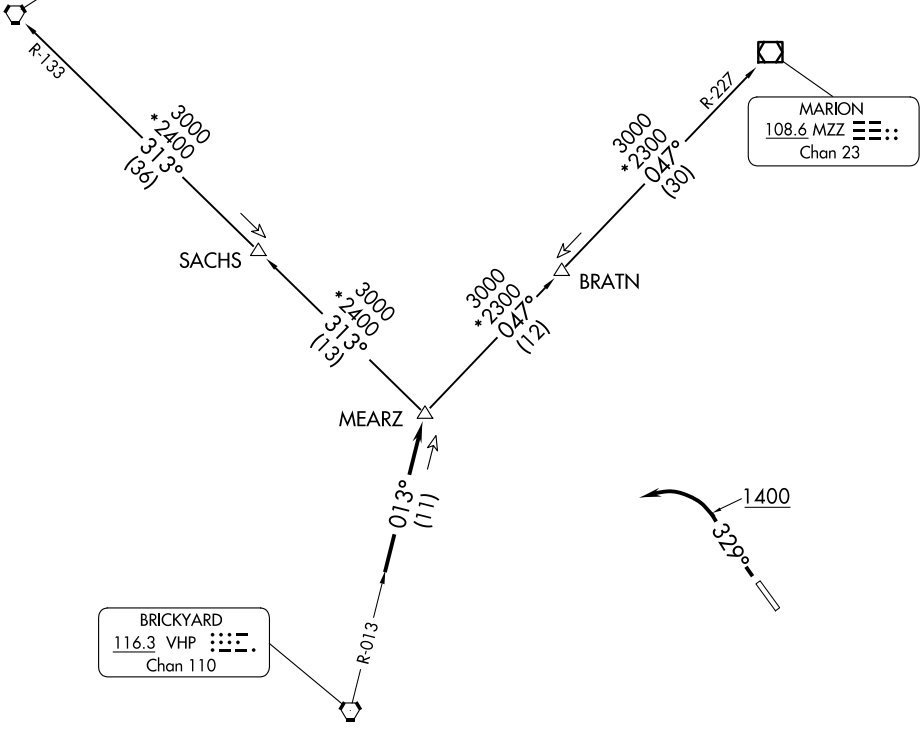 R-133
3000
*2400
313°
(36)
SACHS
3000
*2400
313°
(13)
R-227
MARION
108.6 MZZ
Chan 23
3000
*2300
047°
(30)
BRATN
3000
*2300
047°
(12)
MEARZ
013°
(11)
R-013
BRICKYARD
116.3 VHP
Chan 110
1400
329°